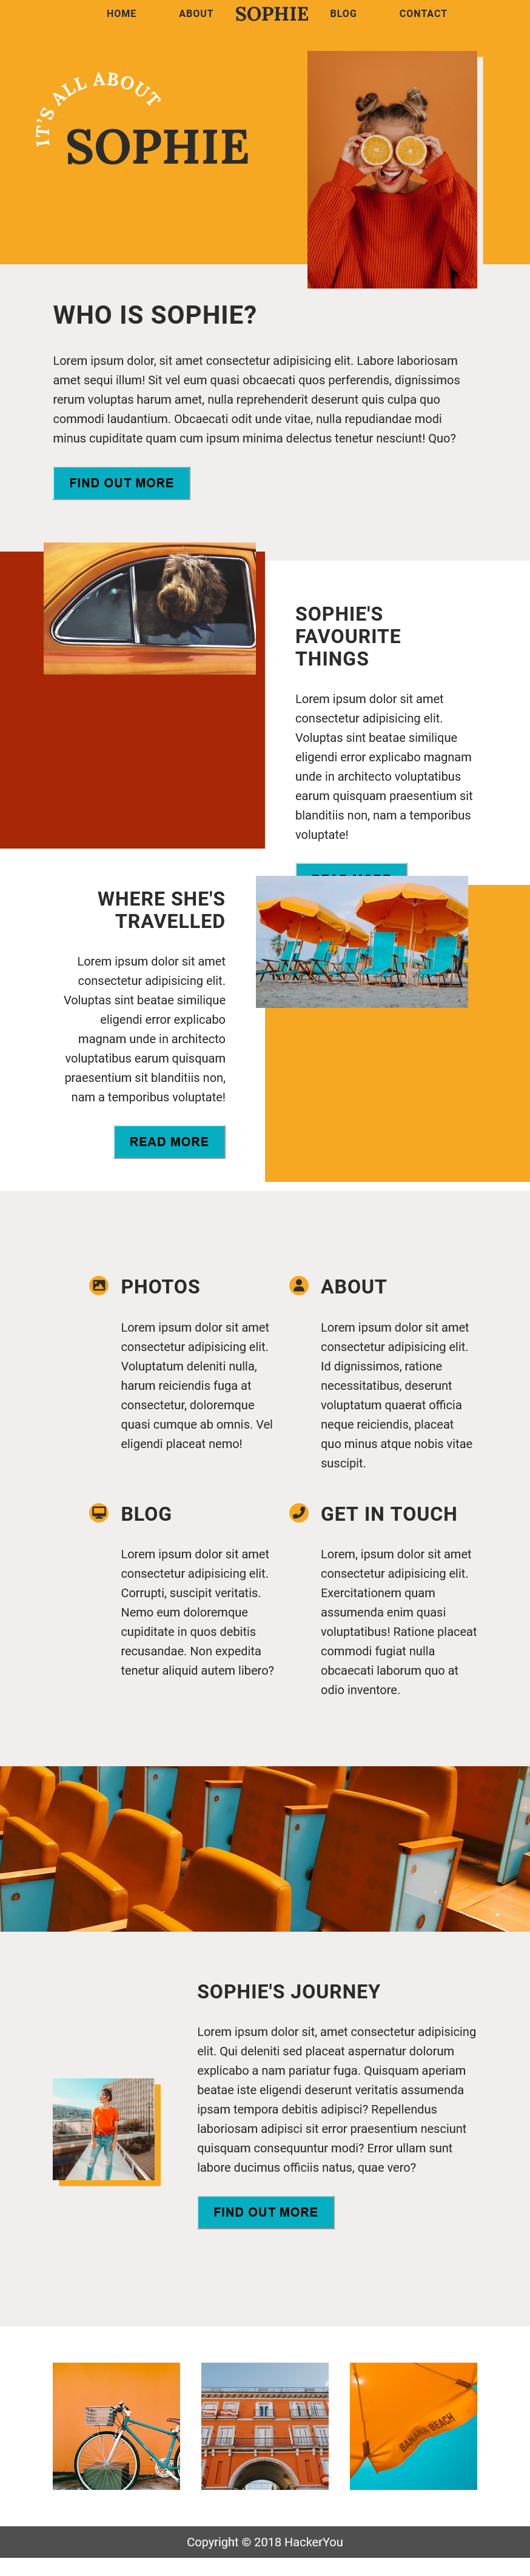 HOME ABOUT SOPHIE BLOG CONTACT
IT'S ALL ABOUT
SOPHIE
WHO IS SOPHIE?
Lorem ipsum dolor, sit amet consectetur adipisicing elit. Labore laboriosam
amet sequi illum! Sit vel eum quasi obcaecati quos perferendis, dignissimos
rerum voluptas harum amet, nulla reprehenderit deserunt quis culpa quo
commodi laudantium. Obcaecati odit unde vitae, nulla repudiandae modi
minus cupiditate quam cum ipsum minima delectus tenetur nesciunt! Quo?
FIND OUT MORE
SOPHIE'S
FAVOURITE
THINGS
Lorem ipsum dolor sit amet
consectetur adipisicing elit.
Voluptas sint beatae similique
eligendi error explicabo magnam
unde in architecto voluptatibus
earum quisquam praesentium sit
blanditiis non, nam a temporibus
voluptate!
READ MORE
WHERE SHE'S
TRAVELLED
Lorem ipsum dolor sit amet
consectetur adipisicing elit.
Voluptas sint beatae similique
eligendi error explicabo
magnam unde in architecto
voluptatibus earum quisquam
praesentium sit blanditiis non,
nam a temporibus voluptate!
READ MORE
PHOTOS
Lorem ipsum dolor sit amet
consectetur adipisicing elit.
Voluptatum deleniti nulla,
harum reiciendis fuga at
consectetur, doloremque
quasi cumque ab omnis. Vel
eligendi placeat nemo!
ABOUT
Lorem ipsum dolor sit amet
consectetur adipisicing elit.
Id dignissimos, ratione
necessitatibus, deserunt
voluptatum quaerat officia
neque reiciendis, placeat
quo minus atque nobis vitae
suscipit.
BLOG
Lorem ipsum dolor sit amet
consectetur adipisicing elit.
Corrupti, suscipit veritatis.
Nemo eum doloremque
cupiditate in quos debitis
recusandae. Non expedita
tenetur aliquid autem libero?
GET IN TOUCH
Lorem, ipsum dolor sit amet
consectetur adipisicing elit.
Exercitationem quam
assumenda enim quasi
voluptatibus! Ratione placeat
commodi fugiat nulla
obcaecati laborum quo at
odio inventore.
SOPHIE'S JOURNEY
Lorem ipsum dolor sit, amet consectetur adipisicing
elit. Qui deleniti sed placeat aspernatur dolorum
explicabo a nam pariatur fuga. Quisquam aperiam
beatae iste eligendi deserunt veritatis assumenda
ipsam tempora debitis adipisci? Repellendus
laboriosam adipisci sit error praesentium nesciunt
quisquam consequuntur modi? Error ullam sunt
labore ducimus officiis natus, quae vero?
FIND OUT MORE
BANANA BEACH
Copyright © 2018 HackerYou